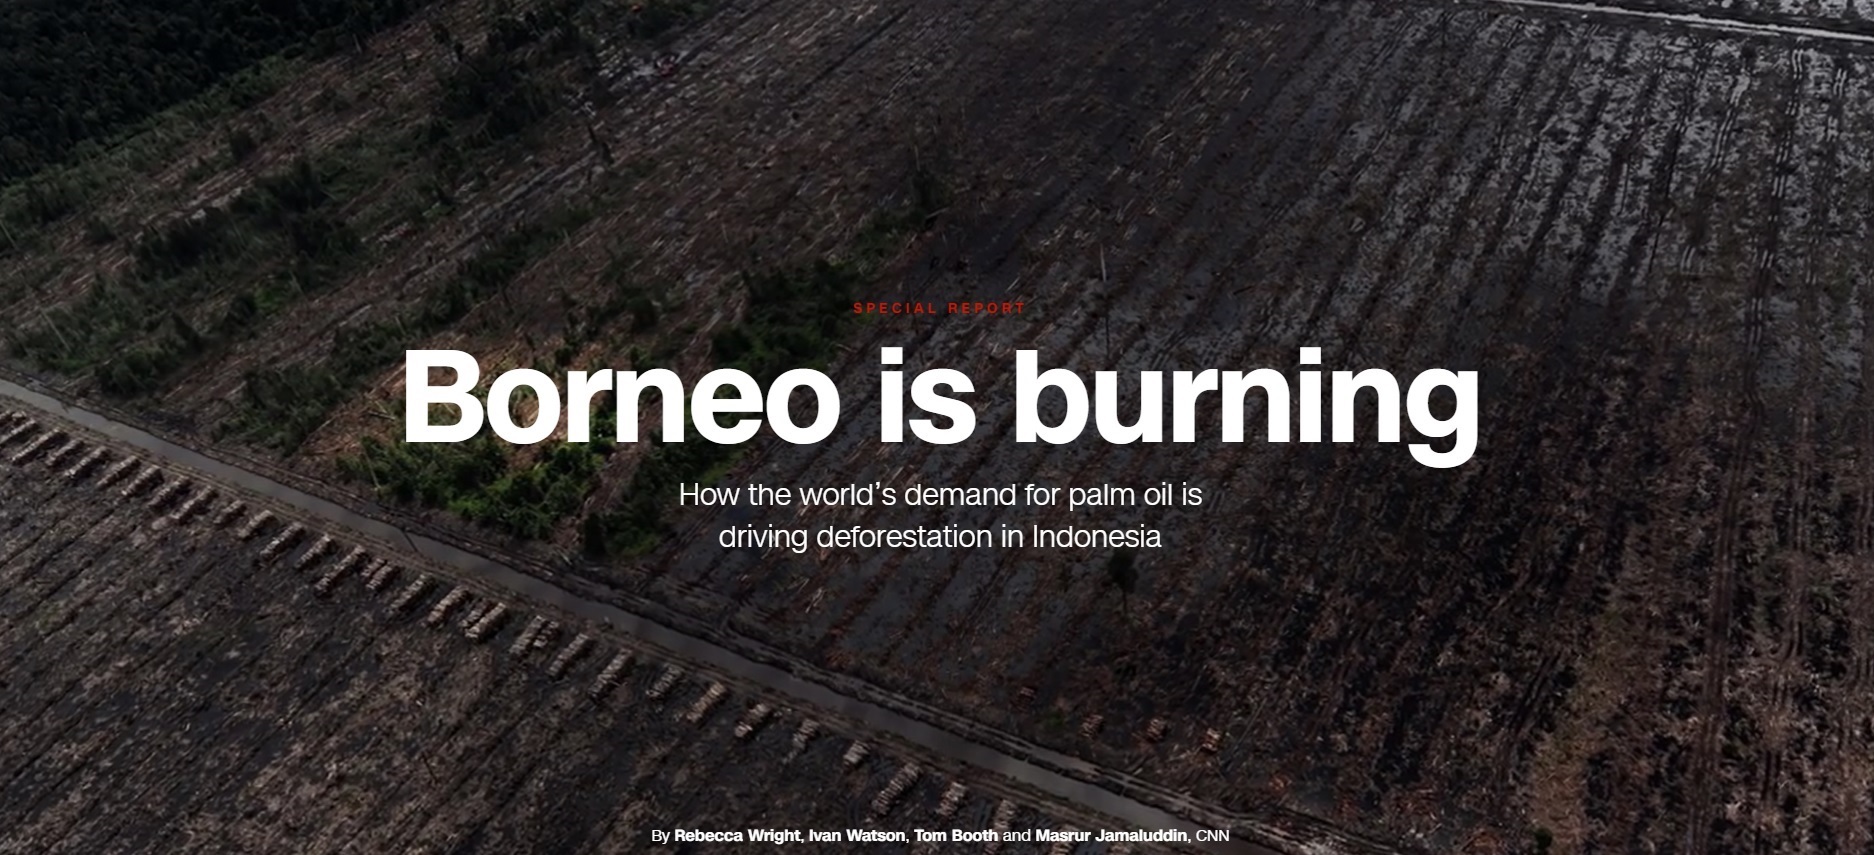 SPECIAL REPORT
Borneo is burning
How the world’s demand for palm oil is
driving deforestation in Indonesia
By Rebecca Wright, Ivan Watson, Tom Booth and Masrur Jamaluddin, CNN